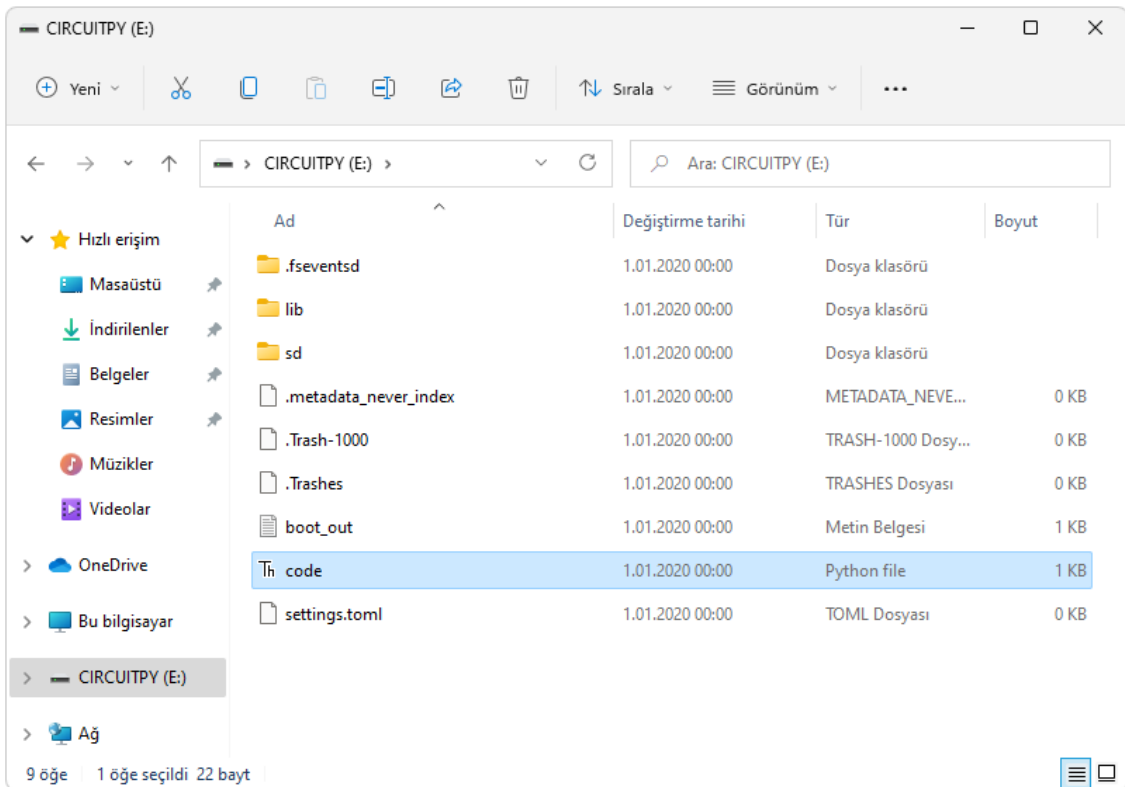 CIRCUITPY (E:)
Yeni Sırala Görünüm
CIRCUITPY (E:) Ara: CIRCUITPY (E:)
Ad Değiştirme tarihi Tür Boyut
Hızlı erişim
Masaüstü
İndirilenler
Belgeler
Resimler
Müzikler
Videolar
OneDrive
Bu bilgisayar
CIRCUITPY (E:)
Ağ
.fseventsd 1.01.2020 00:00 Dosya klasörü
lib 1.01.2020 00:00 Dosya klasörü
sd 1.01.2020 00:00 Dosya klasörü
.metadata_never_index 1.01.2020 00:00 METADATA_NEVE... 0 KB
.Trash-1000 1.01.2020 00:00 TRASH-1000 Dosy... 0 KB
.Trashes 1.01.2020 00:00 TRASHES Dosyası 0 KB
boot_out 1.01.2020 00:00 Metin Belgesi 1 KB
Th code 1.01.2020 00:00 Python file 1 KB
settings.toml 1.01.2020 00:00 TOML Dosyası 0 KB
9 öğe 1 öğe seçildi 22 bayt